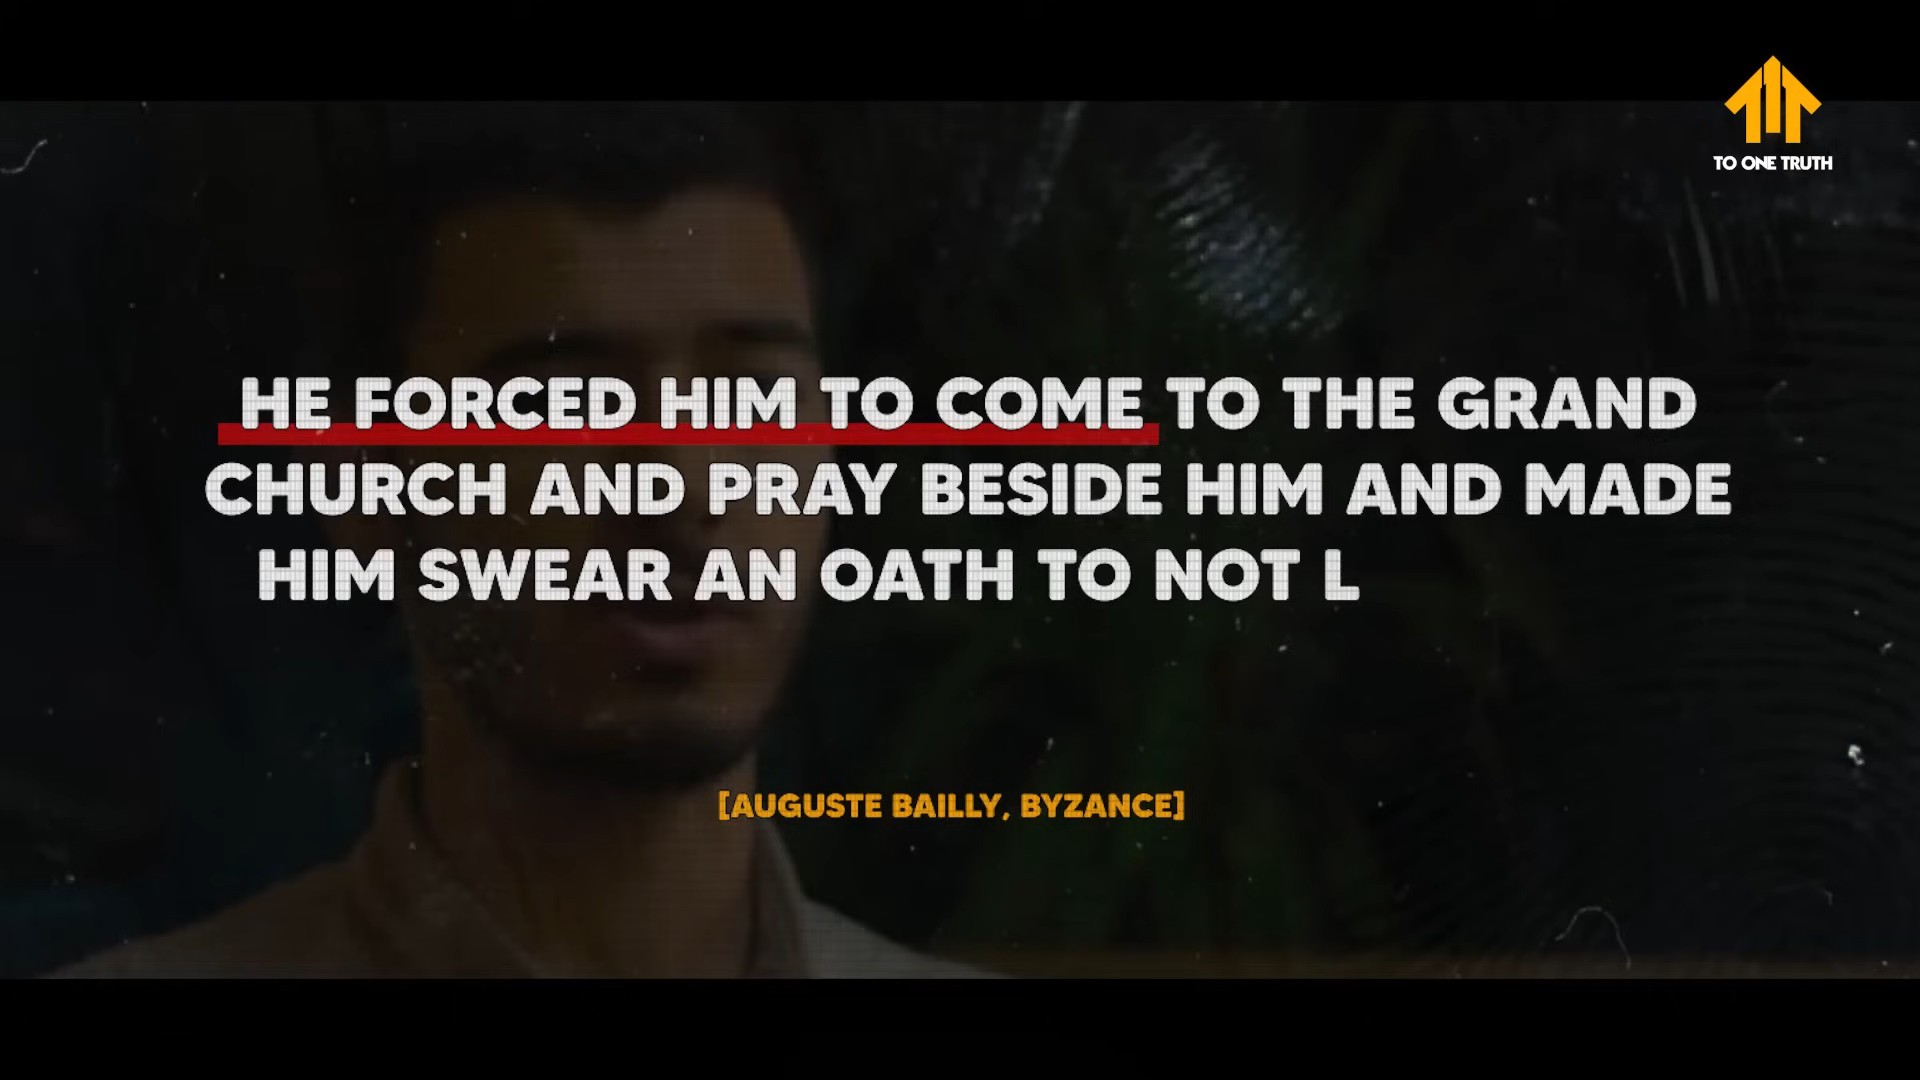 TO ONE TRUTH
HE FORCED HIM TO COME TO THE GRAND
CHURCH AND PRAY BESIDE HIM AND MADE
HIM SWEAR AN OATH TO NOT L
[AUGUSTE BAILLY, BYZANCE]